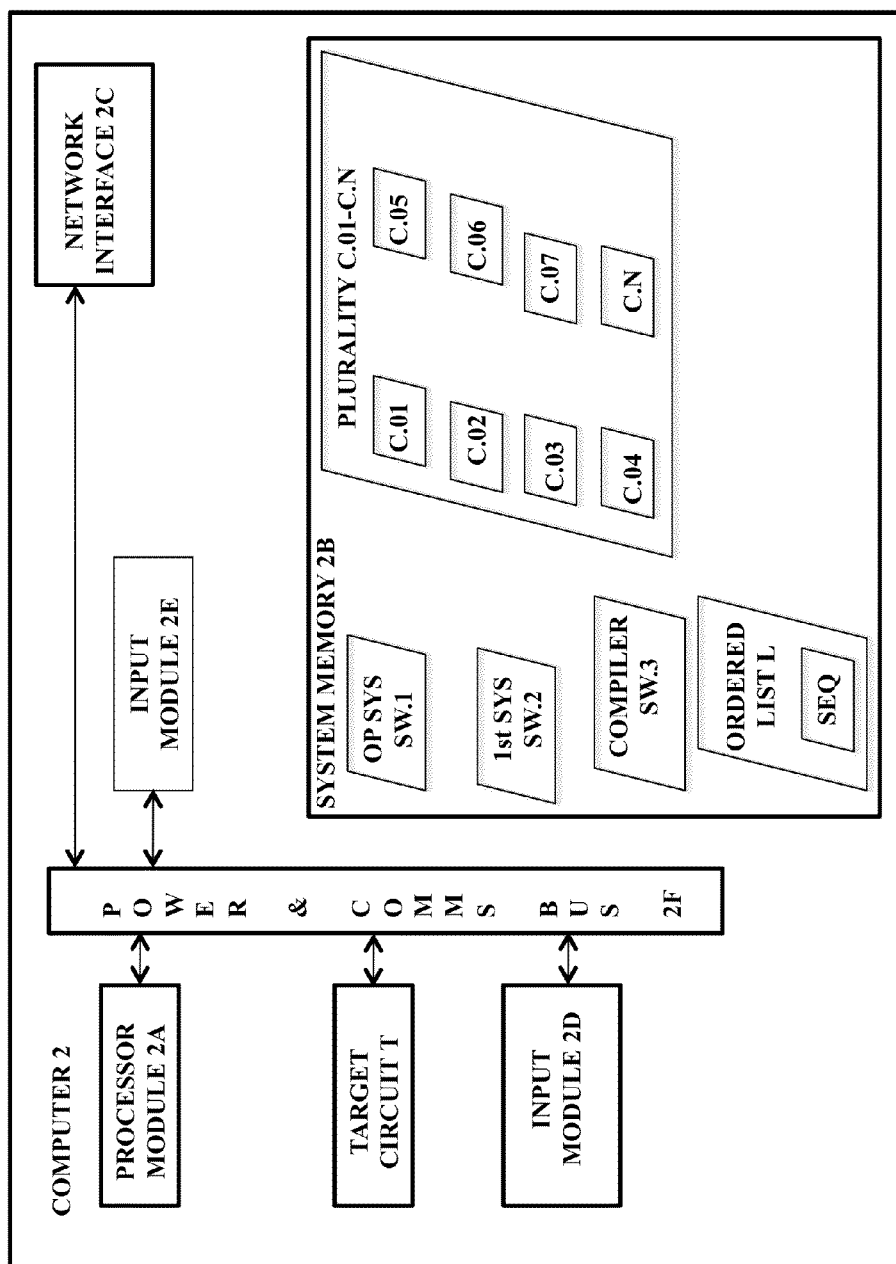 COMPUTER 2
PROCESSOR
MODULE 2A
TARGET
CIRCUIT T
INPUT
MODULE 2D
POWER & COMMS BUS 2F
INPUT
MODULE 2E
NETWORK
INTERFACE 2C
SYSTEM MEMORY 2B
OP SYS
SW.1
1st SYS
SW.2
COMPILER
SW.3
ORDERED
LIST L
SEQ
PLURALITY C.01-C.N
C.01
C.05
C.02
C.06
C.03
C.07
C.04
C.N